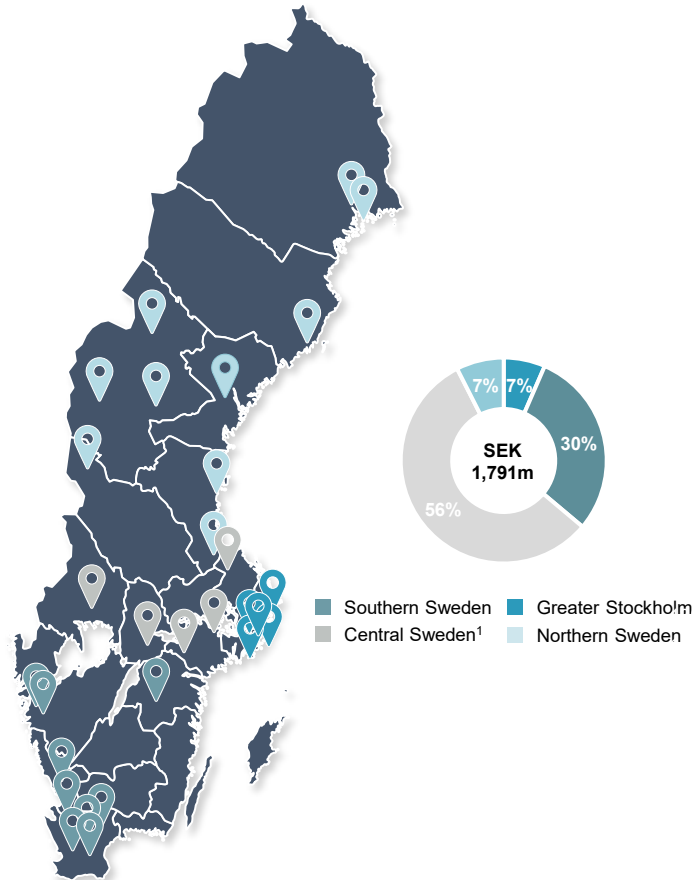 7%
7%
30%
SEK
1,791m
56%
Southern Sweden
Greater Stockholm
Central Sweden¹
Northern Sweden